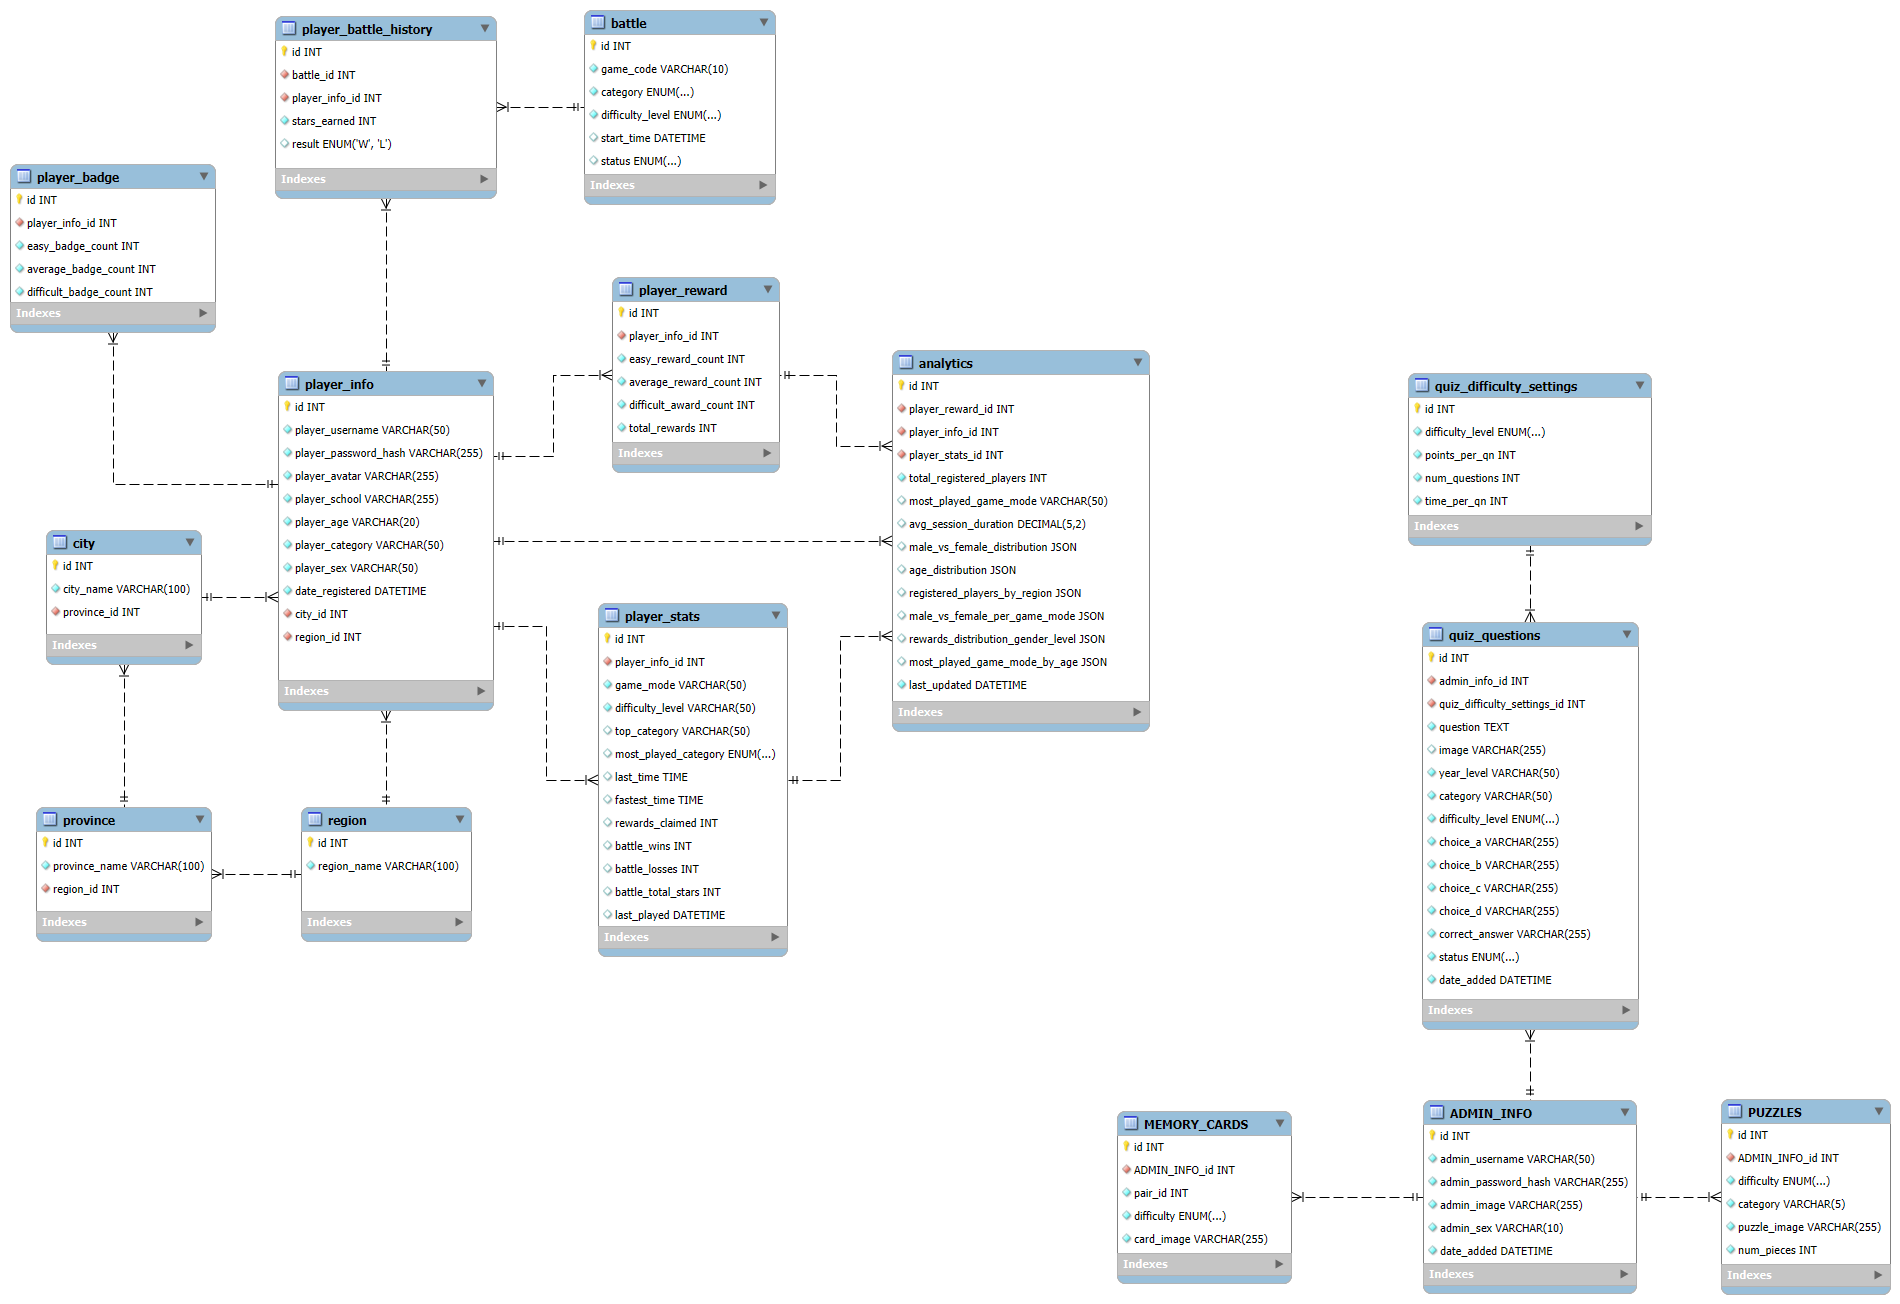 player_battle_history
id INT
battle_id INT
player_info_id INT
stars_earned INT
result ENUM('W', 'L')
Indexes
battle
id INT
game_code VARCHAR(10)
category ENUM(...)
difficulty_level ENUM(...)
start_time DATETIME
status ENUM(...)
Indexes
player_badge
id INT
player_info_id INT
easy_badge_count INT
average_badge_count INT
difficult_badge_count INT
Indexes
player_reward
id INT
player_info_id INT
easy_reward_count INT
average_reward_count INT
difficult_award_count INT
total_rewards INT
Indexes
player_info
id INT
player_username VARCHAR(50)
player_password_hash VARCHAR(255)
player_avatar VARCHAR(255)
player_school VARCHAR(255)
player_age VARCHAR(20)
player_category VARCHAR(50)
player_sex VARCHAR(50)
date_registered DATETIME
city_id INT
region_id INT
Indexes
analytics
id INT
player_reward_id INT
player_info_id INT
player_stats_id INT
total_registered_players INT
most_played_game_mode VARCHAR(50)
avg_session_duration DECIMAL(5,2)
male_vs_female_distribution JSON
age_distribution JSON
registered_players_by_region JSON
male_vs_female_per_game_mode JSON
rewards_distribution_gender_level JSON
most_played_game_mode_by_age JSON
last_updated DATETIME
Indexes
quiz_difficulty_settings
id INT
difficulty_level ENUM(...)
points_per_qn INT
num_questions INT
time_per_qn INT
Indexes
city
id INT
city_name VARCHAR(100)
province_id INT
Indexes
player_stats
id INT
player_info_id INT
game_mode VARCHAR(50)
difficulty_level VARCHAR(50)
top_category VARCHAR(50)
most_played_category ENUM(...)
last_time TIME
fastest_time TIME
rewards_claimed INT
battle_wins INT
battle_losses INT
battle_total_stars INT
last_played DATETIME
Indexes
quiz_questions
id INT
admin_info_id INT
quiz_difficulty_settings_id INT
question TEXT
image VARCHAR(255)
year_level VARCHAR(50)
category VARCHAR(50)
difficulty_level ENUM(...)
choice_a VARCHAR(255)
choice_b VARCHAR(255)
choice_c VARCHAR(255)
choice_d VARCHAR(255)
correct_answer VARCHAR(255)
status ENUM(...)
date_added DATETIME
Indexes
province
id INT
province_name VARCHAR(100)
region_id INT
Indexes
region
id INT
region_name VARCHAR(100)
Indexes
MEMORY_CARDS
id INT
ADMIN_INFO_id INT
pair_id INT
difficulty ENUM(...)
card_image VARCHAR(255)
Indexes
ADMIN_INFO
id INT
admin_username VARCHAR(50)
admin_password_hash VARCHAR(255)
admin_image VARCHAR(255)
admin_sex VARCHAR(10)
date_added DATETIME
Indexes
PUZZLES
id INT
ADMIN_INFO_id INT
difficulty ENUM(...)
category VARCHAR(5)
puzzle_image VARCHAR(255)
num_pieces INT
Indexes